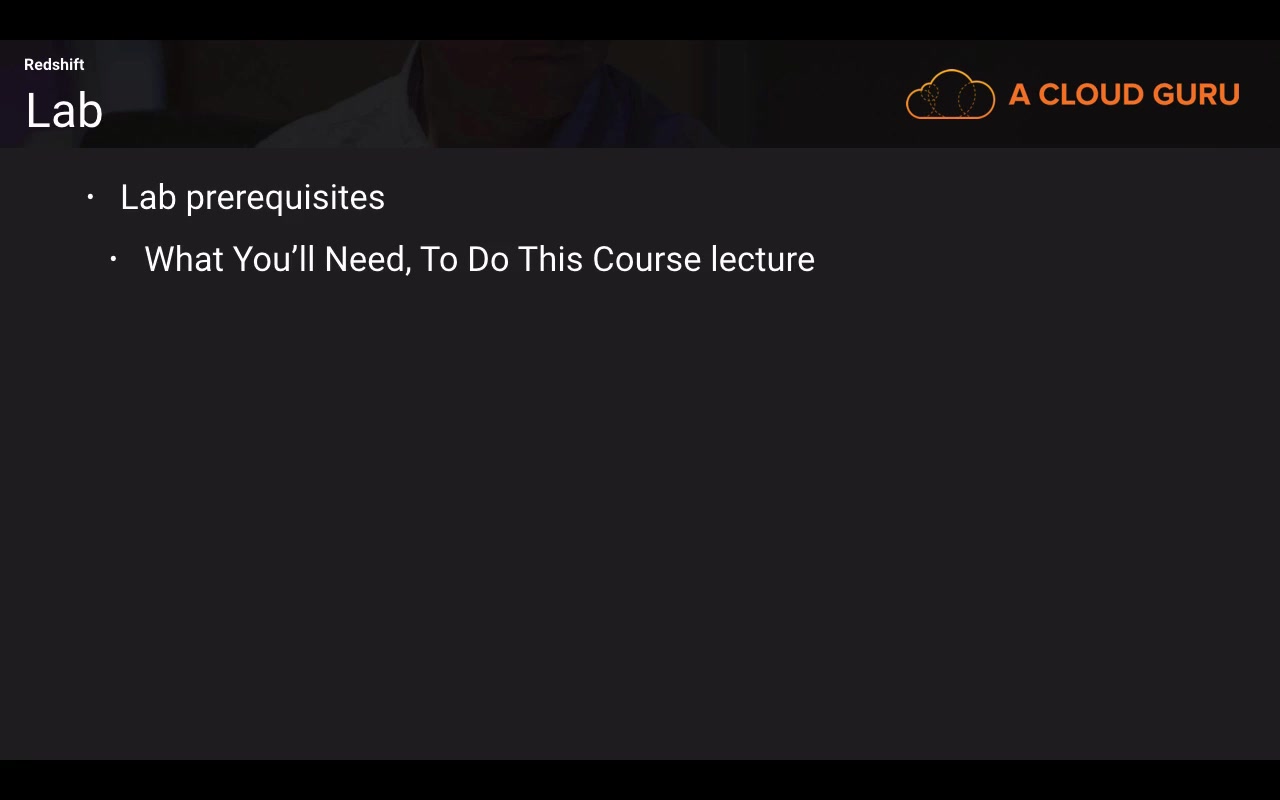 Redshift
Lab
A CLOUD GURU
• Lab prerequisites
• What You’ll Need, To Do This Course lecture